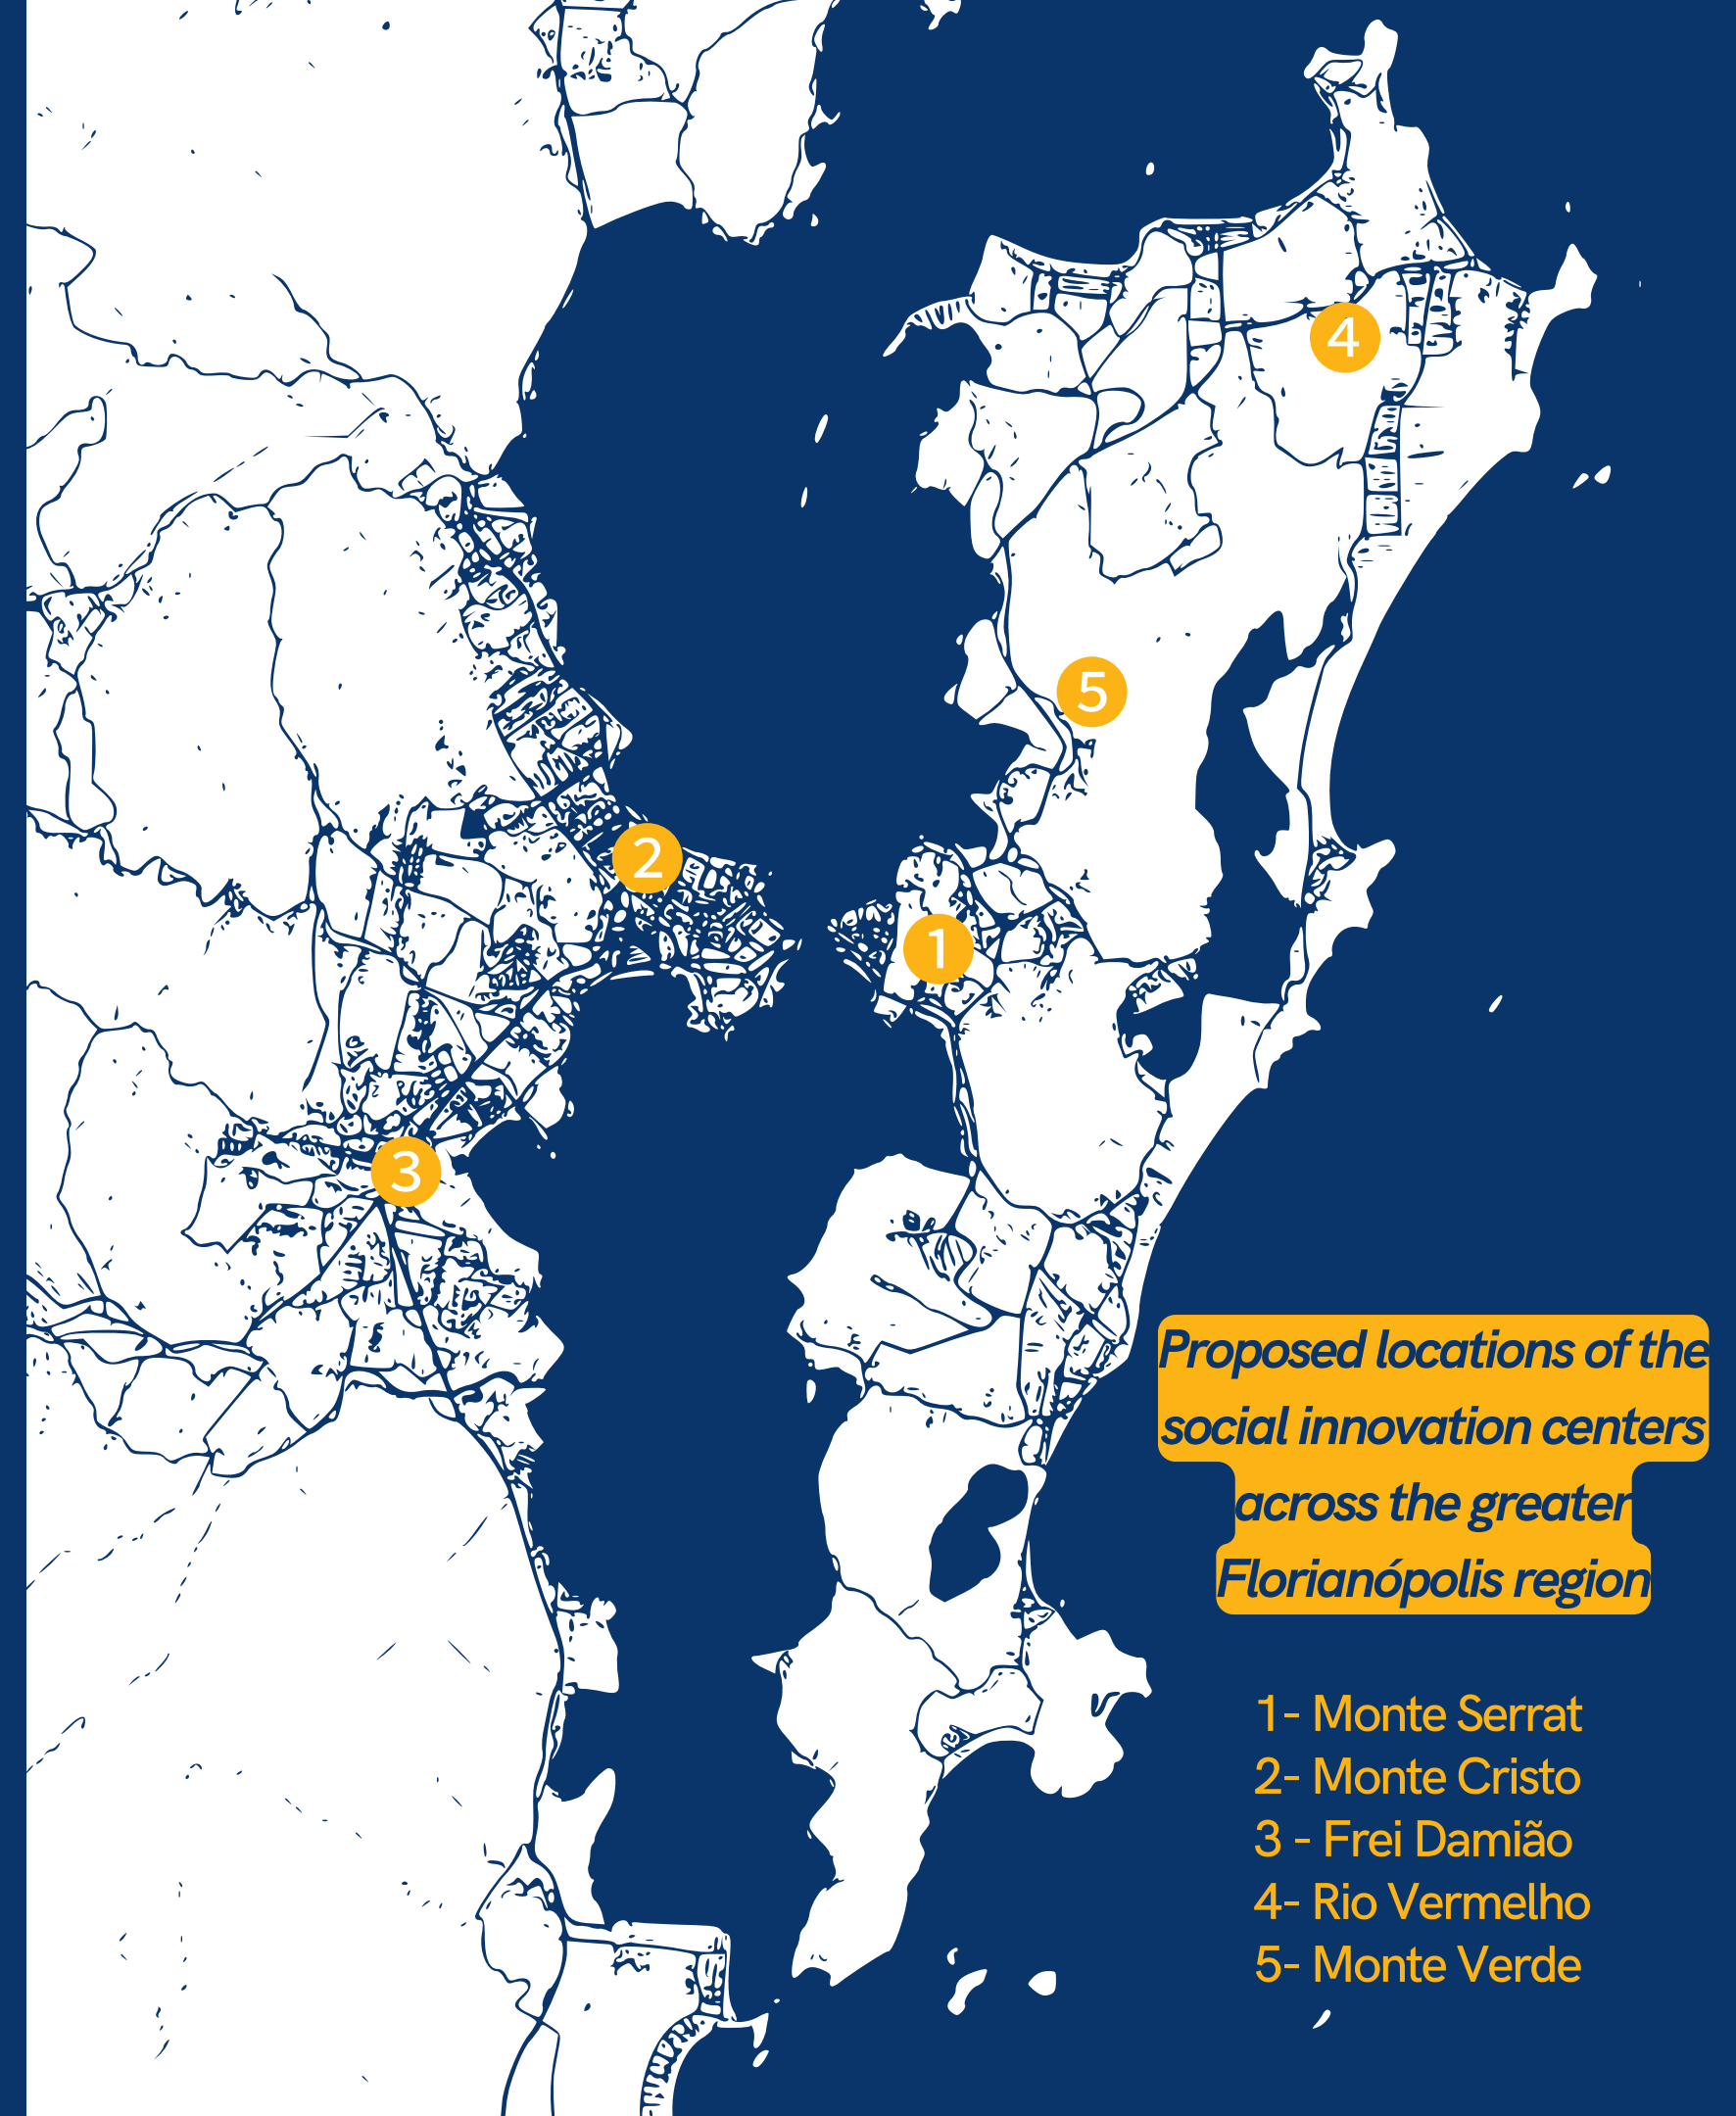 4
5
2
1
3
Proposed locations of the
social innovation centers
across the greater
Florianópolis region
1- Monte Serrat
2- Monte Cristo
3 - Frei Damião
4- Rio Vermelho
5- Monte Verde